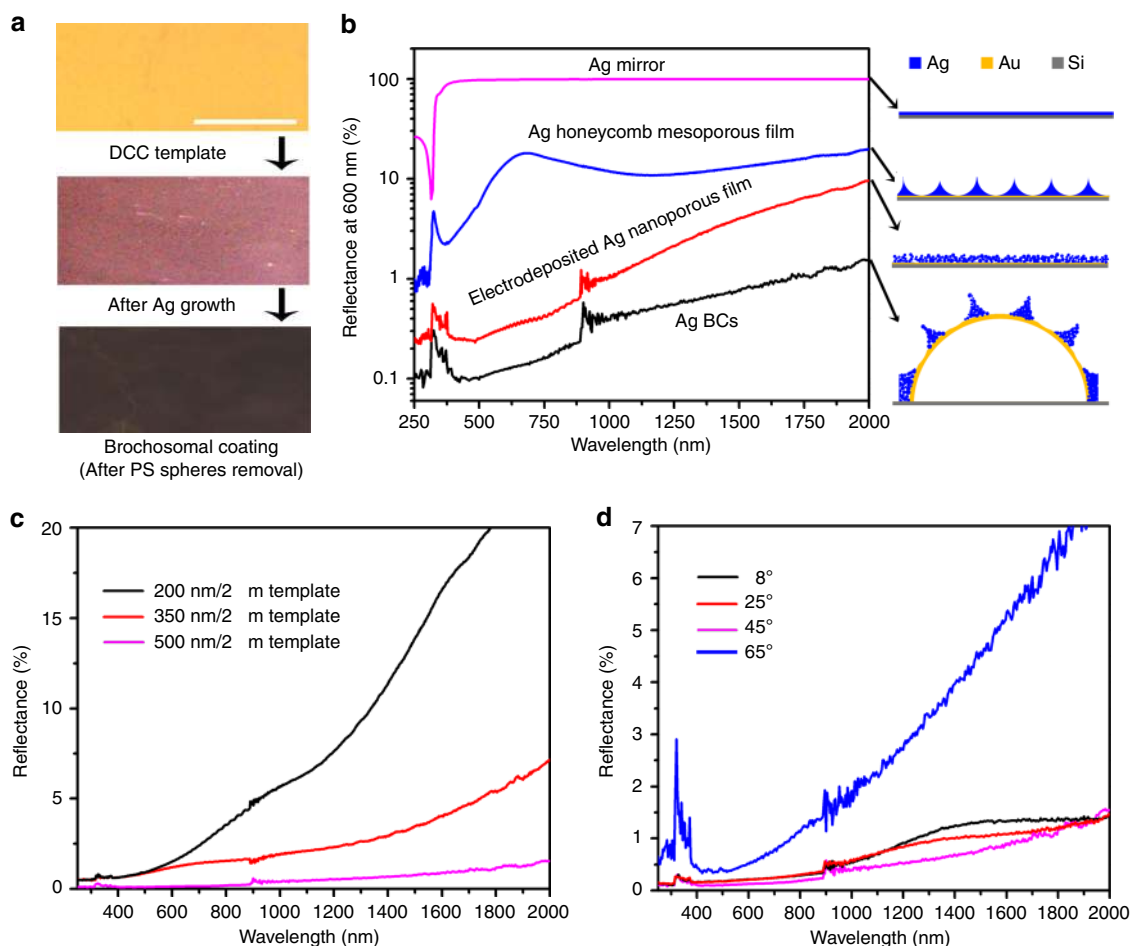 a
DCC template
After Ag growth
Brochosomal coating
(After PS spheres removal)
b
Reflectance at 600 nm (%)
100
10
1
0.1
Ag mirror
Ag honeycomb mesoporous film
Electrodeposited Ag nanoporous film
Ag BCs
250 500 750 1000 1250 1500 1750 2000
Wavelength (nm)
Ag Au Si
c
Reflectance (%)
20
15
10
5
0
200 nm/2 m template
350 nm/2 m template
500 nm/2 m template
400 600 800 1000 1200 1400 1600 1800 2000
Wavelength (nm)
d
Reflectance (%)
7
6
5
4
3
2
1
0
8°
25°
45°
65°
400 600 800 1000 1200 1400 1600 1800 2000
Wavelength (nm)